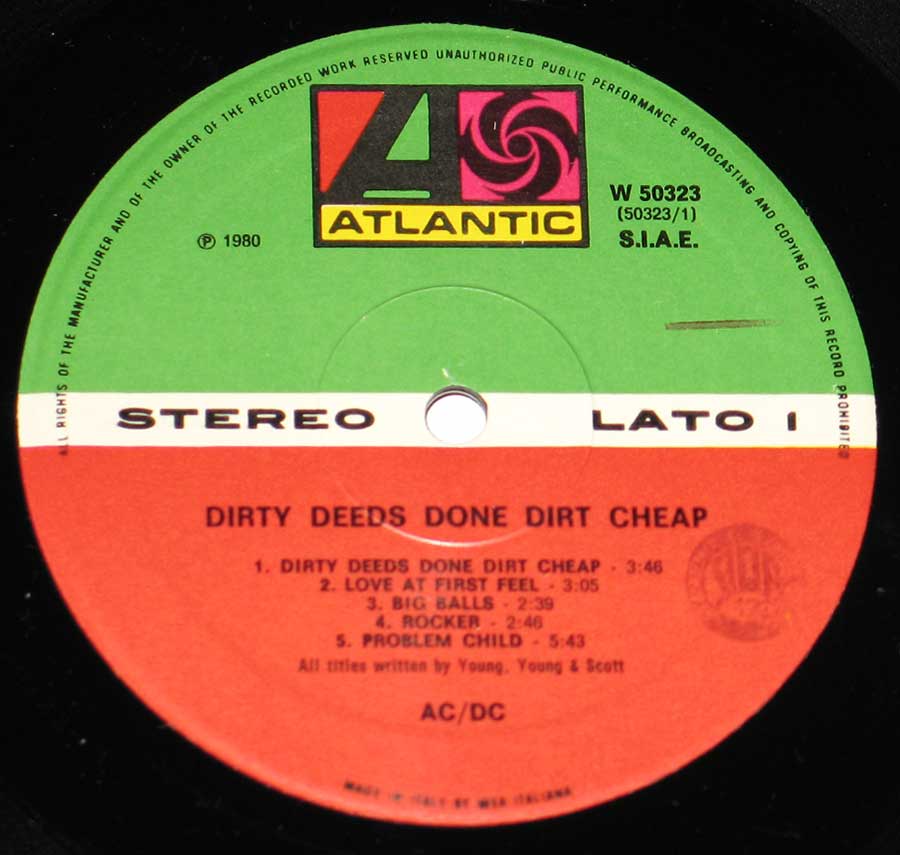 ALL RIGHTS OF THE MANUFACTURER AND OF THE OWNER OF THE RECORDED WORK RESERVED UNAUTHORIZED PUBLIC PERFORMANCE BROADCASTING AND COPYING OF THIS RECORD PROHIBITED
ATLANTIC
W 50323
(50323/1)
S.I.A.E.
℗ 1980
STEREO LATO 1
DIRTY DEEDS DONE DIRT CHEAP
1. DIRTY DEEDS DONE DIRT CHEAP - 3:46
2. LOVE AT FIRST FEEL - 3:05
3. BIG BALLS - 2:39
4. ROCKER - 2:46
5. PROBLEM CHILD - 5:43
All titles written by Young, Young & Scott
AC/DC
MADE IN ITALY BY WEA ITALIANA